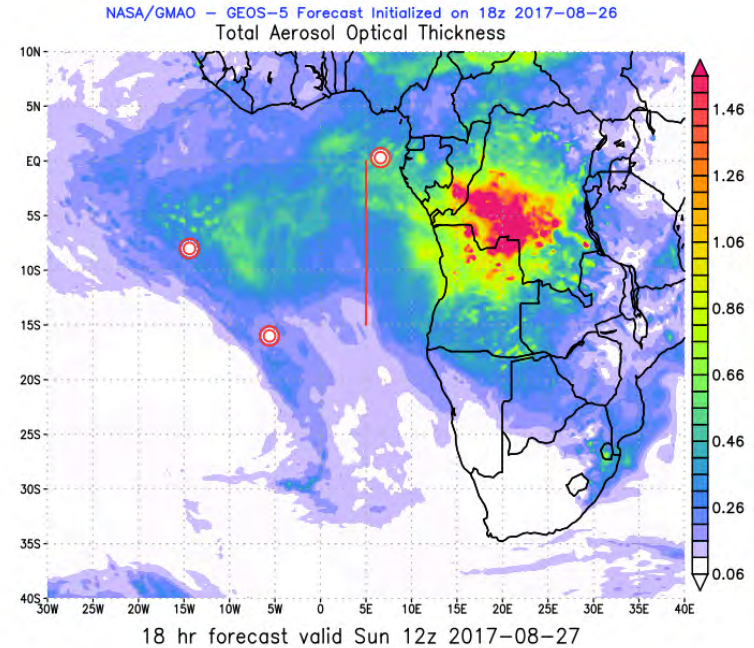 NASA/GMAO - GEOS-5 Forecast Initialized on 18z 2017-08-26
Total Aerosol Optical Thickness
10N
5N
EQ
5S
10S
15S
20S
25S
30S
35S
40S
30W 25W 20W 15W 10W 5W 0 5E 10E 15E 20E 25E 30E 35E 40E
1.46
1.26
1.06
0.86
0.66
0.46
0.26
0.06
18 hr forecast valid Sun 12z 2017-08-27